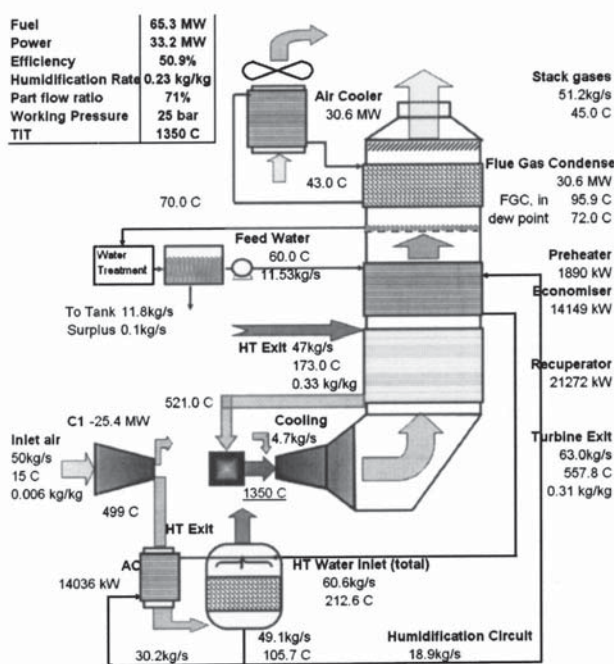 Fuel 65.3 MW
Power 33.2 MW
Efficiency 50.9%
Humidification Rate 0.23 kg/kg
Part flow ratio 71%
Working Pressure 25 bar
TIT 1350 C
Air Cooler
30.6 MW
Stack gases
51.2kg/s
45.0 C
43.0 C
Flue Gas Condense
30.6 MW
FGC, in 95.9 C
dew point 72.0 C
70.0 C
Water
Treatment
Feed Water
60.0 C
11.53kg/s
Preheater
1890 kW
Economiser
14149 kW
To Tank 11.8kg/s
Surplus 0.1kg/s
HT Exit 47kg/s
173.0 C
0.33 kg/kg
Recuperator
21272 kW
521.0 C
Cooling
4.7kg/s
C1 -25.4 MW
Inlet air
50kg/s
15 C
0.006 kg/kg
499 C
1350 C
Turbine Exit
63.0kg/s
557.8 C
0.31 kg/kg
HT Exit
AC
14036 kW
HT Water Inlet (total)
60.6kg/s
212.6 C
30.2kg/s
49.1kg/s
105.7 C
Humidification Circuit
18.9kg/s